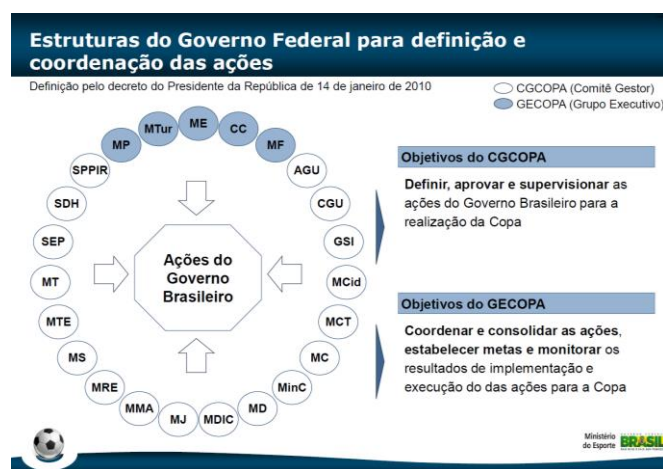 Estruturas do Governo Federal para definição e
coordenação das ações
Definição pelo decreto do Presidente da República de 14 de janeiro de 2010
CGCOPA (Comitê Gestor)
GECOPA (Grupo Executivo)
ME
CC
MF
AGU
CGU
GSI
MCid
MCT
MC
MinC
MD
MDIC
MJ
MMA
MRE
MS
MTE
MT
SEP
SDH
SPPIR
MP
MTur
Ações do
Governo
Brasileiro
Objetivos do CGCOPA
Definir, aprovar e supervisionar as
ações do Governo Brasileiro para a
realização da Copa
Objetivos do GECOPA
Coordenar e consolidar as ações,
estabelecer metas e monitorar os
resultados de implementação e
execução do das ações para a Copa
Ministério
do Esporte
BRASIL